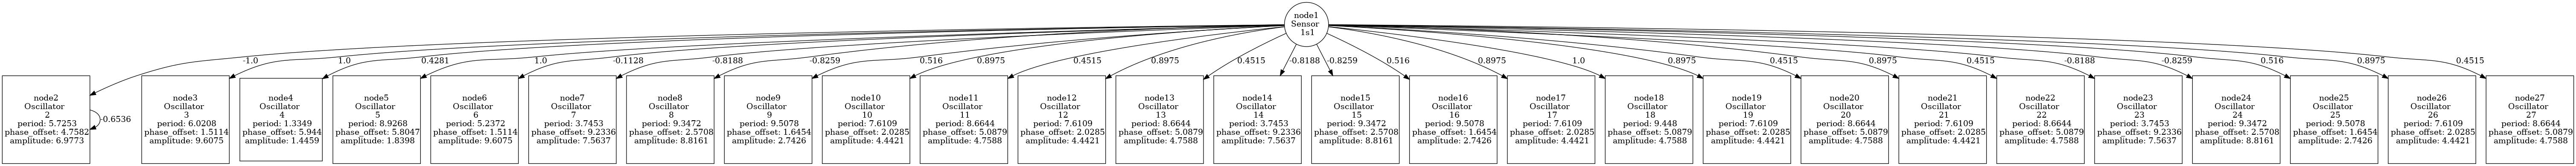 node1
Sensor
1s1
-1.0
1.0
0.4281
1.0
-0.1128
-0.8188
-0.8259
0.516
0.8975
0.4515
0.8975
0.4515
-0.8188
-0.8259
0.516
0.8975
1.0
0.8975
0.4515
0.8975
0.4515
-0.8188
-0.8259
0.516
0.8975
0.4515
node2
Oscillator
2
period: 5.7253
phase_offset: 4.7582
amplitude: 6.9773
-0.6536
node3
Oscillator
3
period: 6.0208
phase_offset: 1.5114
amplitude: 9.6075
node4
Oscillator
4
period: 1.3349
phase_offset: 5.944
amplitude: 1.4459
node5
Oscillator
5
period: 8.9268
phase_offset: 5.8047
amplitude: 1.8398
node6
Oscillator
6
period: 5.2372
phase_offset: 1.5114
amplitude: 9.6075
node7
Oscillator
7
period: 3.7453
phase_offset: 9.2336
amplitude: 7.5637
node8
Oscillator
8
period: 9.3472
phase_offset: 2.5708
amplitude: 8.8161
node9
Oscillator
9
period: 9.5078
phase_offset: 1.6454
amplitude: 2.7426
node10
Oscillator
10
period: 7.6109
phase_offset: 2.0285
amplitude: 4.4421
node11
Oscillator
11
period: 8.6644
phase_offset: 5.0879
amplitude: 4.7588
node12
Oscillator
12
period: 7.6109
phase_offset: 2.0285
amplitude: 4.4421
node13
Oscillator
13
period: 8.6644
phase_offset: 5.0879
amplitude: 4.7588
node14
Oscillator
14
period: 3.7453
phase_offset: 9.2336
amplitude: 7.5637
node15
Oscillator
15
period: 9.3472
phase_offset: 2.5708
amplitude: 8.8161
node16
Oscillator
16
period: 9.5078
phase_offset: 1.6454
amplitude: 2.7426
node17
Oscillator
17
period: 7.6109
phase_offset: 2.0285
amplitude: 4.4421
node18
Oscillator
18
period: 9.448
phase_offset: 5.0879
amplitude: 4.7588
node19
Oscillator
19
period: 7.6109
phase_offset: 2.0285
amplitude: 4.4421
node20
Oscillator
20
period: 8.6644
phase_offset: 5.0879
amplitude: 4.7588
node21
Oscillator
21
period: 7.6109
phase_offset: 2.0285
amplitude: 4.4421
node22
Oscillator
22
period: 8.6644
phase_offset: 5.0879
amplitude: 4.7588
node23
Oscillator
23
period: 3.7453
phase_offset: 9.2336
amplitude: 7.5637
node24
Oscillator
24
period: 9.3472
phase_offset: 2.5708
amplitude: 8.8161
node25
Oscillator
25
period: 9.5078
phase_offset: 1.6454
amplitude: 2.7426
node26
Oscillator
26
period: 7.6109
phase_offset: 2.0285
amplitude: 4.4421
node27
Oscillator
27
period: 8.6644
phase_offset: 5.0879
amplitude: 4.7588